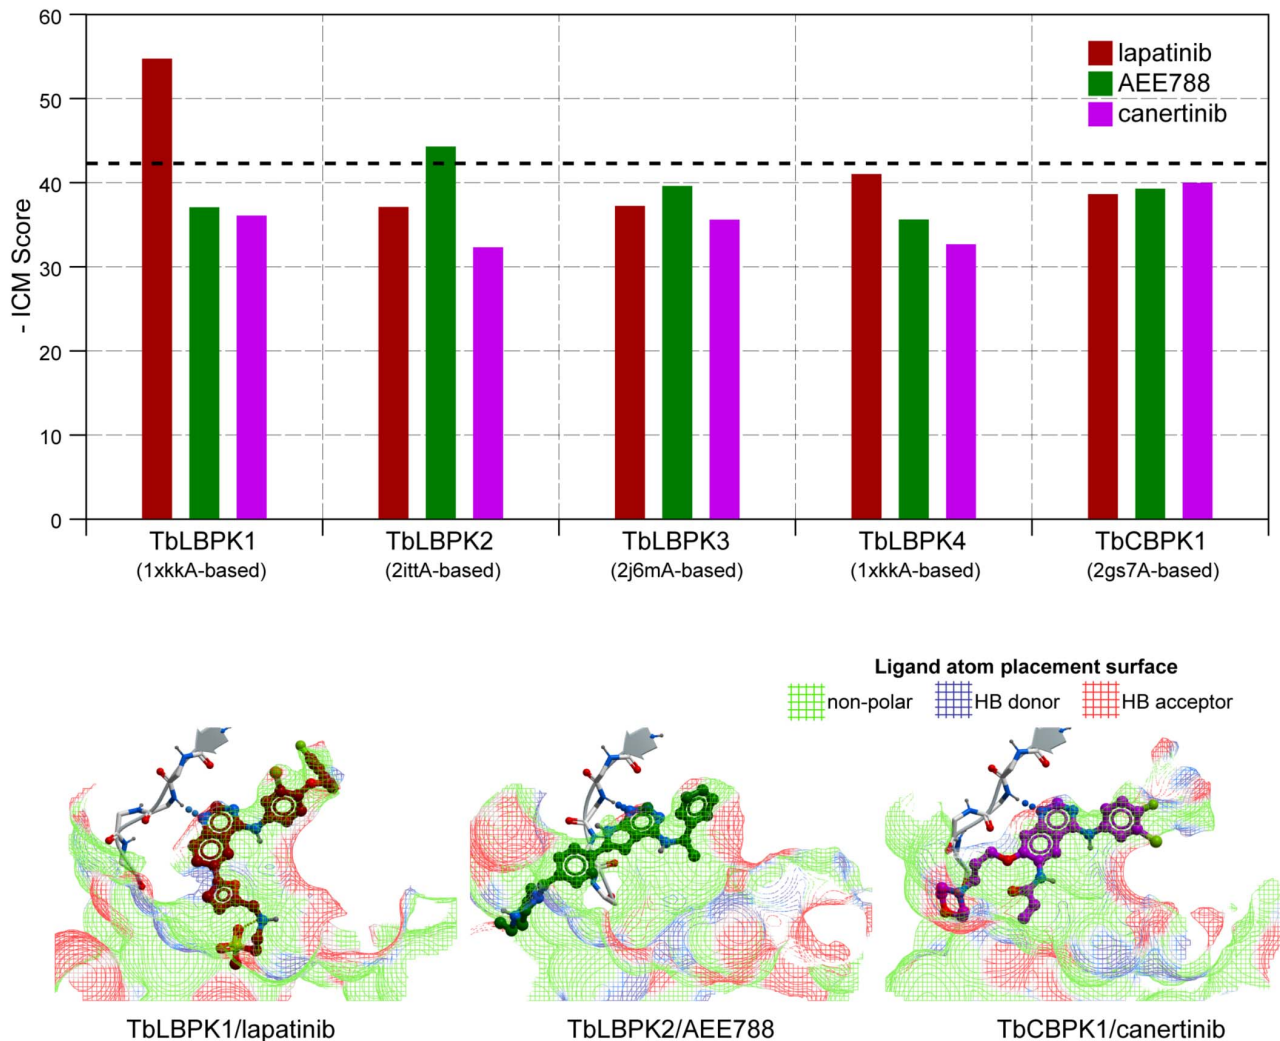 60
50
40
30
20
10
0
- ICM Score
lapatinib
AEE788
canertinib
TbLBPK1 TbLBPK2 TbLBPK3 TbLBPK4 TbCBPK1
(1xkkA-based) (2ittA-based) (2j6mA-based) (1xkkA-based) (2gs7A-based)
Ligand atom placement surface
non-polar HB donor HB acceptor
TbLBPK1/lapatinib TbLBPK2/AEE788 TbCBPK1/canertinib